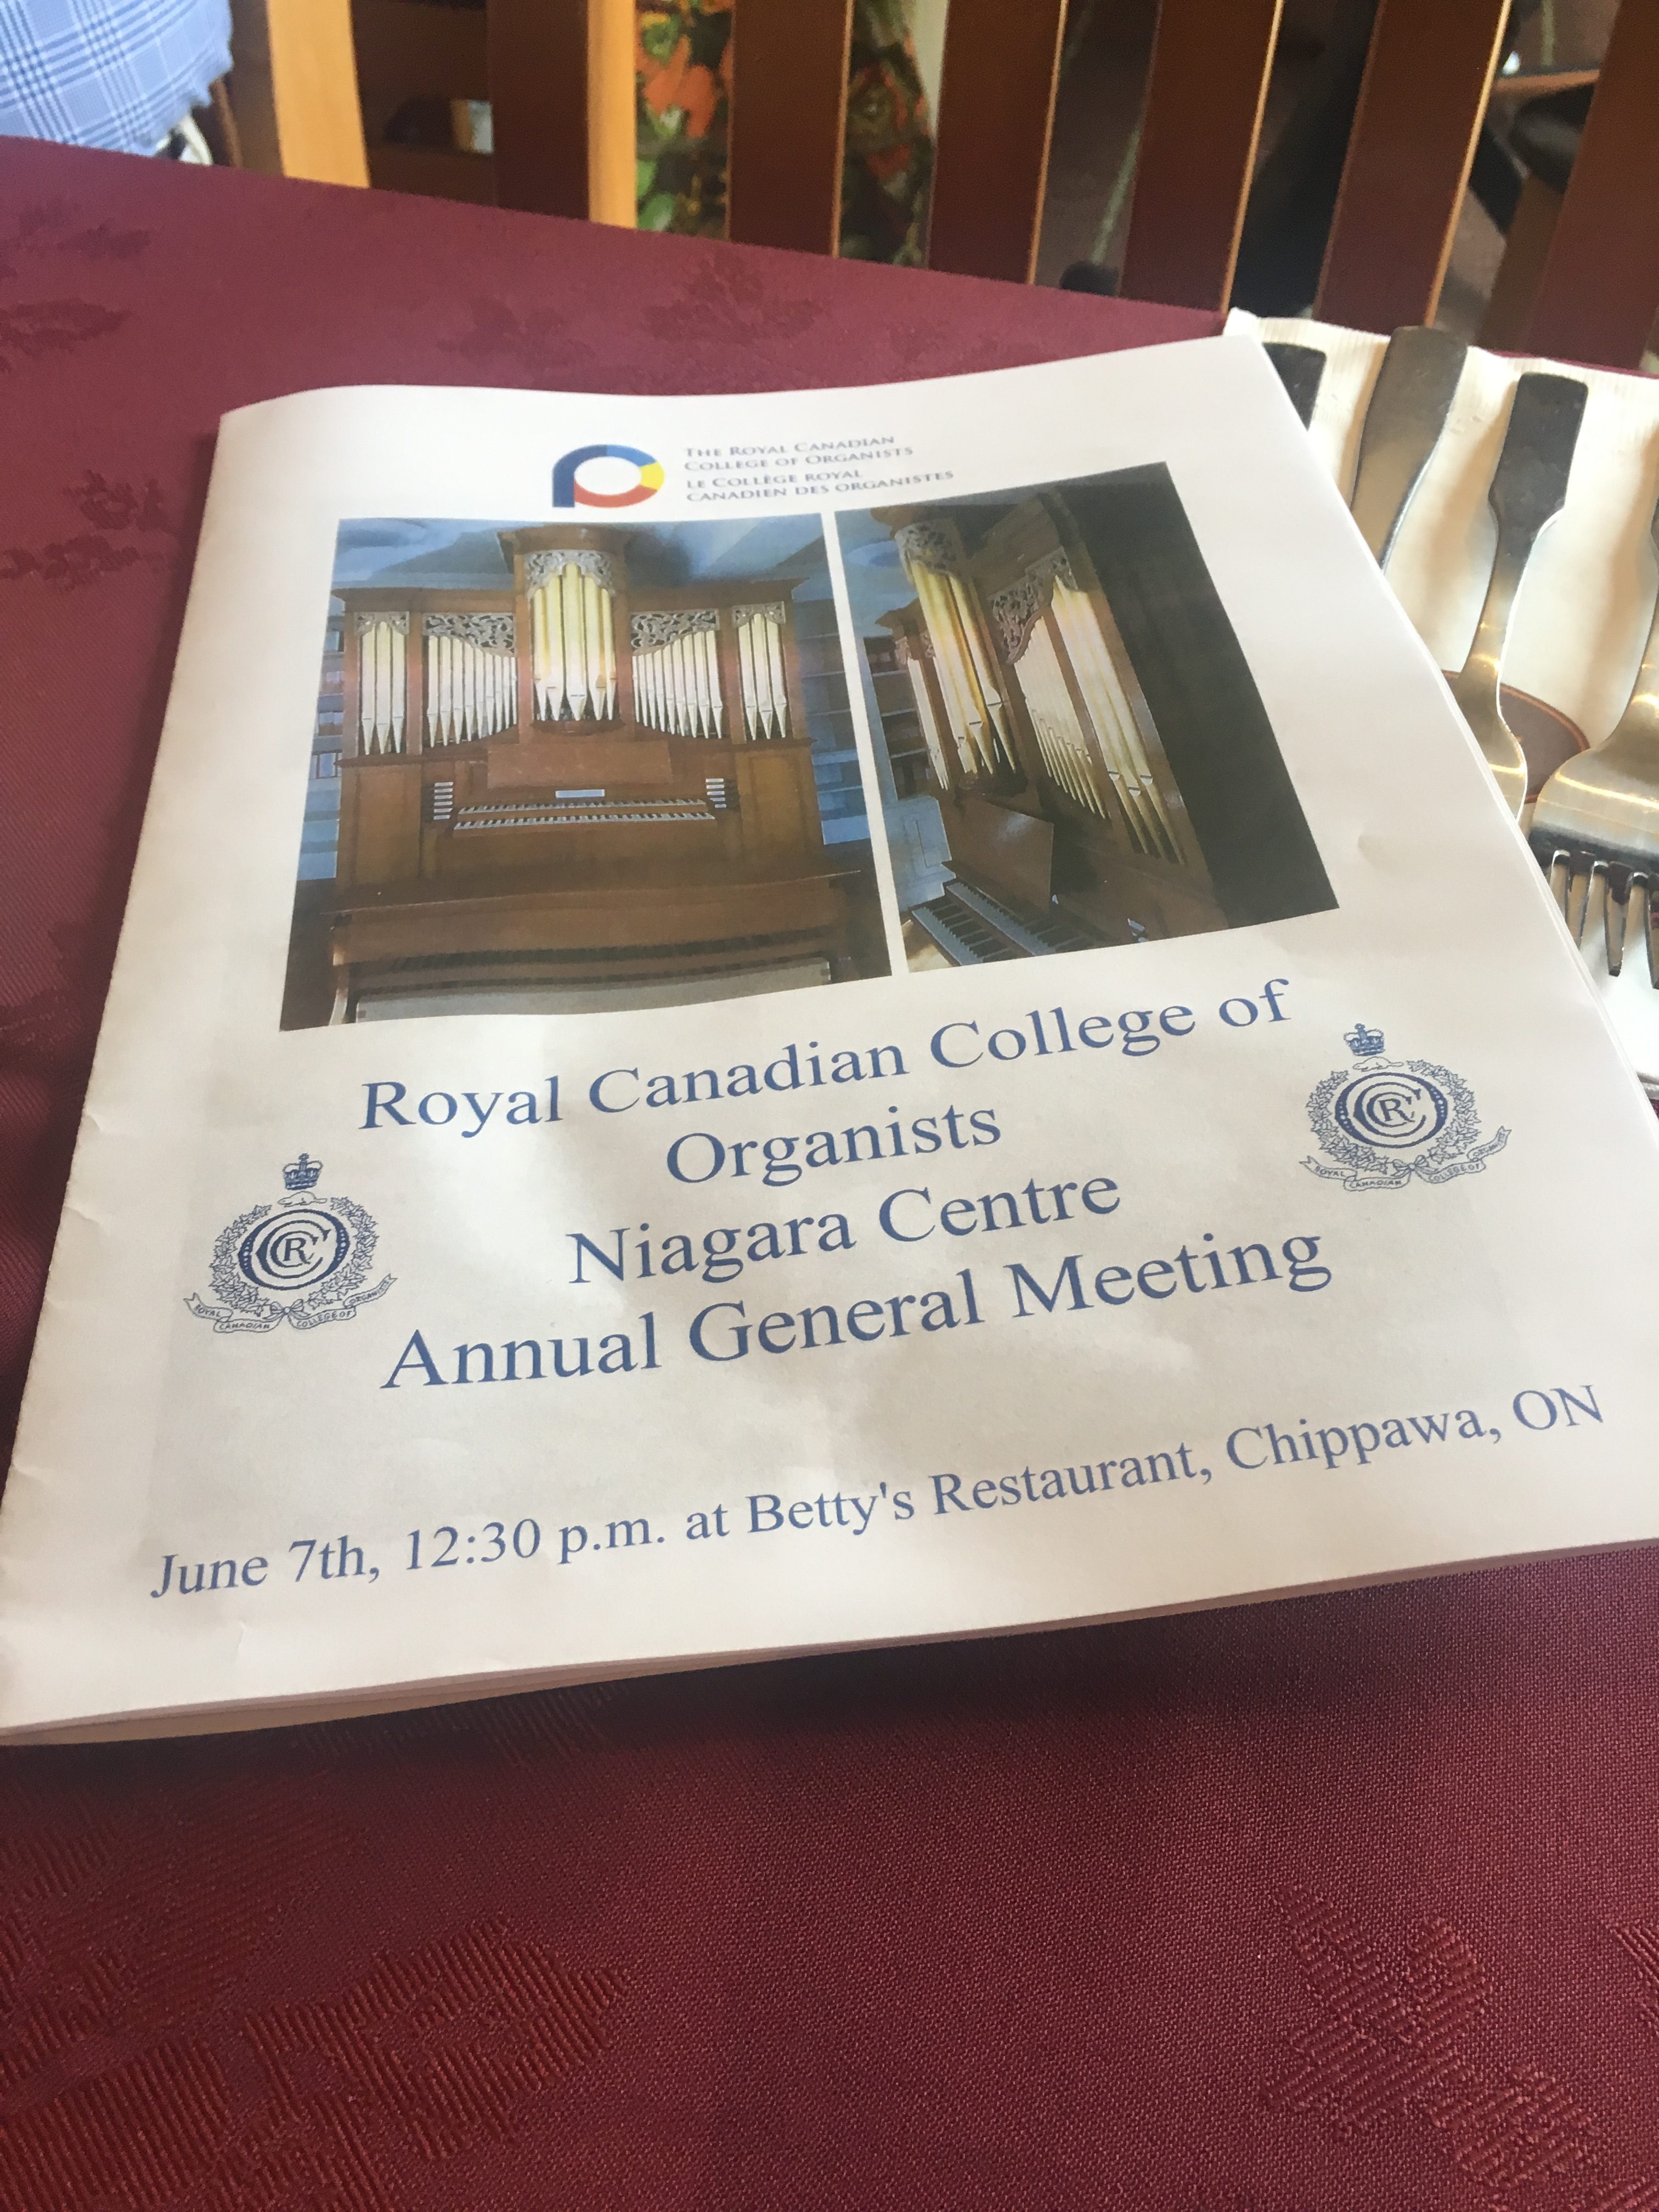 THE ROYAL CANADIAN
COLLEGE OF ORGANISTS
LE COLLÈGE ROYAL
CANADIEN DES ORGANISTES
Royal Canadian College of
Organists
Niagara Centre
Annual General Meeting
ROYAL CANADIAN COLLEGE OF ORGANISTS
ROYAL CANADIAN COLLEGE OF ORGANISTS
June 7th, 12:30 p.m. at Betty's Restaurant, Chippawa, ON